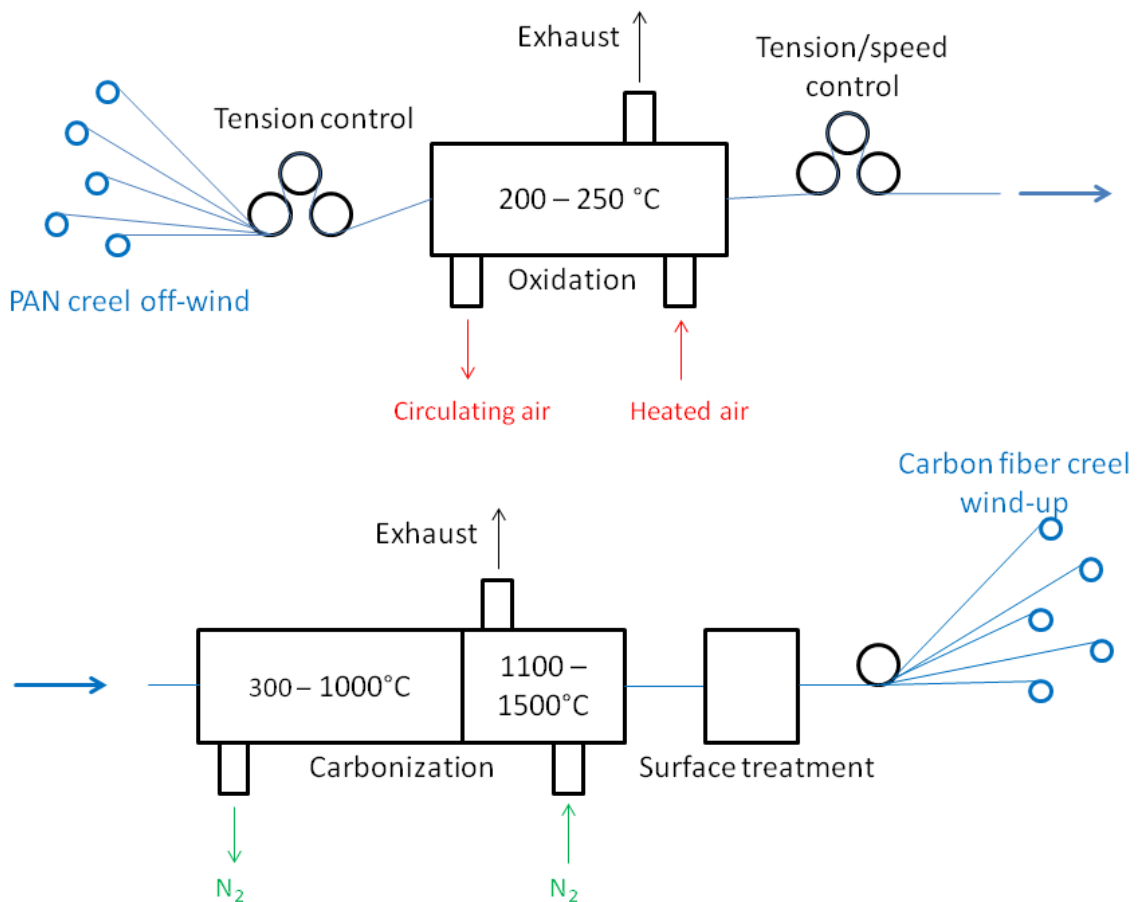 Exhaust
Tension/speed
control
Tension control
200 – 250 °C
Oxidation
PAN creel off-wind
Circulating air
Heated air
Carbon fiber creel
wind-up
Exhaust
300 – 1000°C
1100 –
1500°C
Carbonization
Surface treatment
N₂
N₂